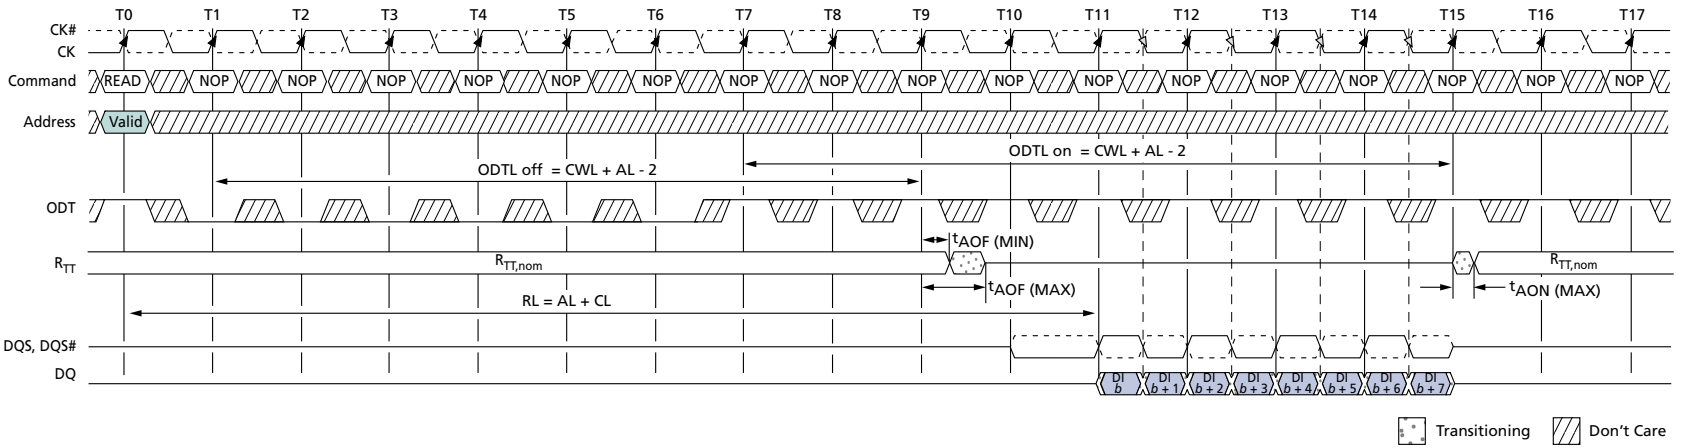 T0 T1 T2 T3 T4 T5 T6 T7 T8 T9 T10 T11 T12 T13 T14 T15 T16 T17
CK#
CK
Command READ NOP NOP NOP NOP NOP NOP NOP NOP NOP NOP NOP NOP NOP NOP NOP NOP NOP
Address Valid
ODTL on = CWL + AL - 2
ODTL off = CWL + AL - 2
ODT
tAOF (MIN)
RTT RTT,nom RTT,nom
tAOF (MAX) tAON (MAX)
RL = AL + CL
DQS, DQS#
DQ
DI DI DI DI DI DI DI DI
b b + 1 b + 2 b + 3 b + 4 b + 5 b + 6 b + 7
Transitioning Don't Care